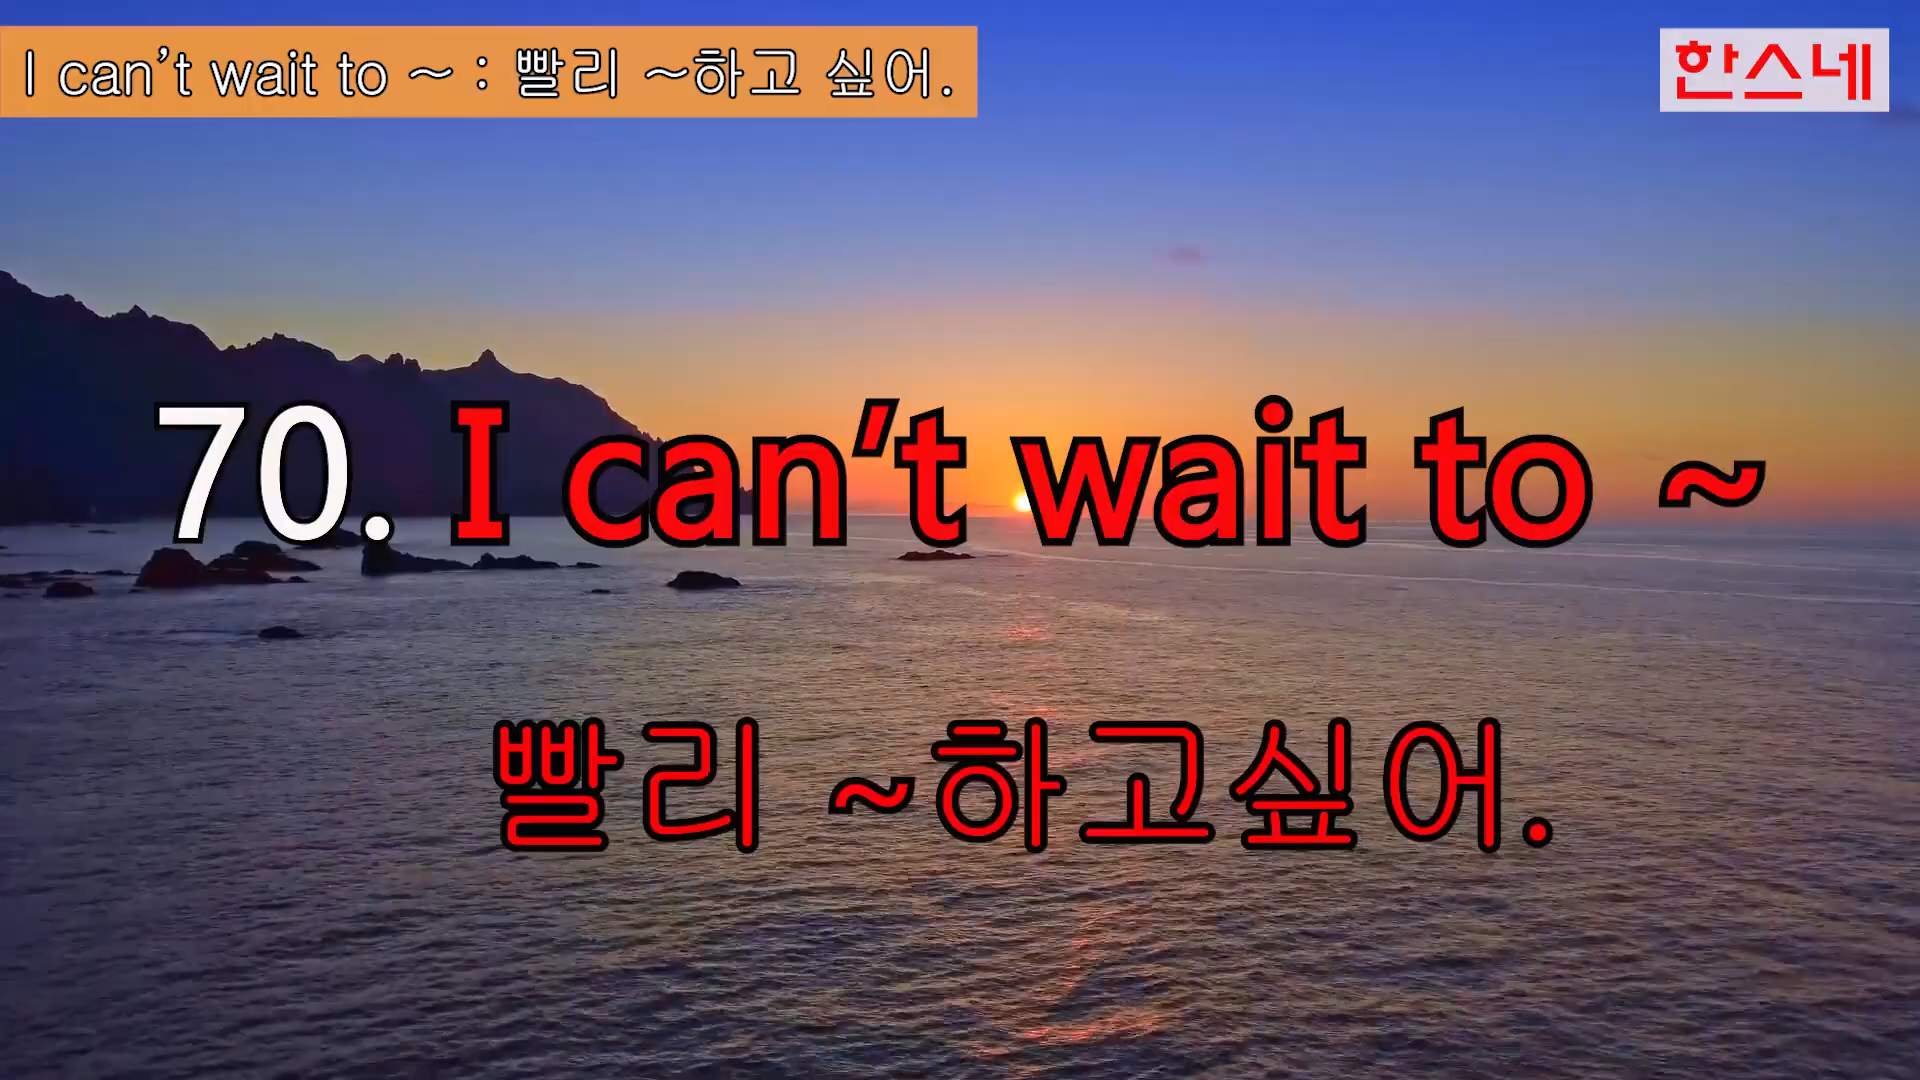 I can't wait to ~ : 빨리 ~하고 싶어.
한스네
70. I can't wait to ~
빨리 ~하고싶어.